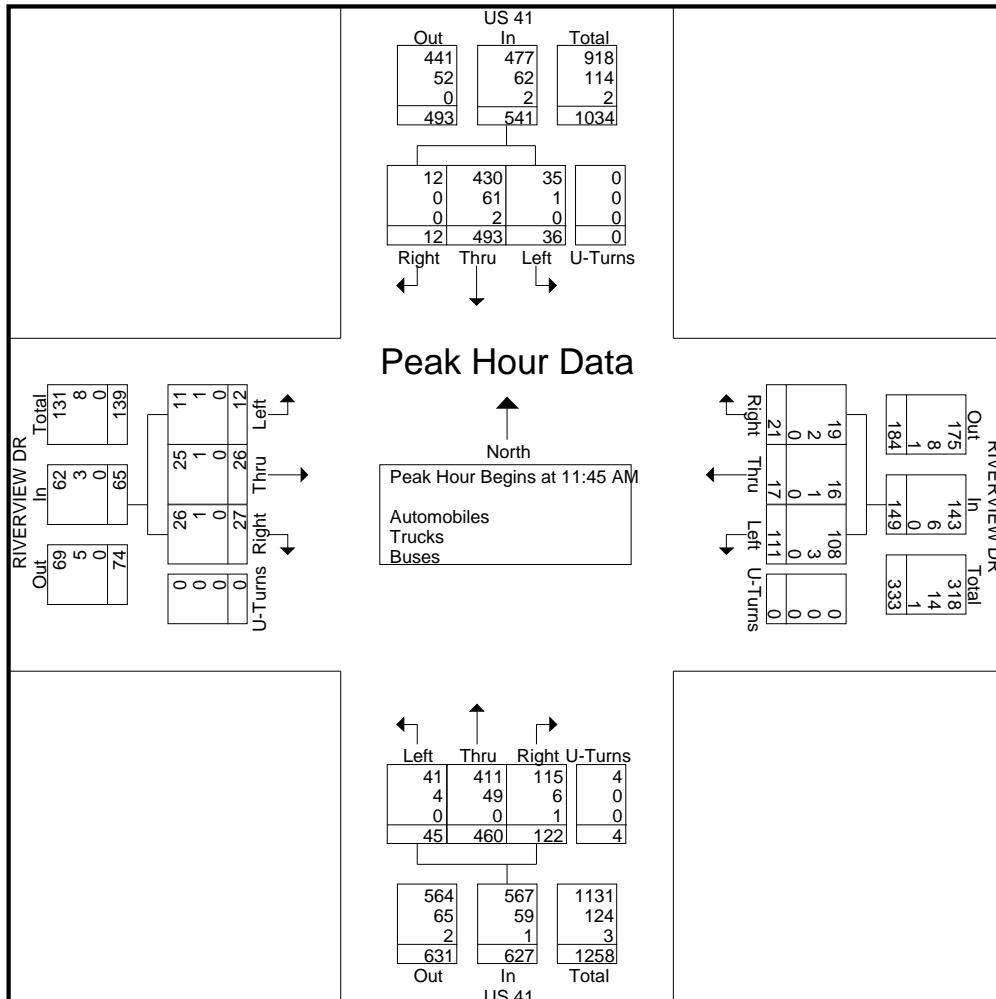 US 41
Out In Total
441 477 918
52 62 114
0 2 2
493 541 1034
12 430 35 0
0 61 1 0
0 2 0 0
12 493 36 0
Right Thru Left U-Turns
Peak Hour Data
North
Peak Hour Begins at 11:45 AM
Automobiles
Trucks
Buses
RIVERVIEW DR
Out In Total
69 62 131
5 3 8
0 0 0
74 65 139
11 25 26 0
1 1 1 0
0 0 0 0
12 26 27 0
Left Thru Right U-Turns
RIVERVIEW DR
Out In Total
175 143 318
8 6 14
1 0 1
184 149 333
19 16 108 0
2 1 3 0
0 0 0 0
21 17 111 0
Right Thru Left U-Turns
Left Thru Right U-Turns
41 411 115 4
4 49 6 0
0 0 1 0
45 460 122 4
564 567 1131
65 59 124
2 1 3
631 627 1258
Out In Total
US 41